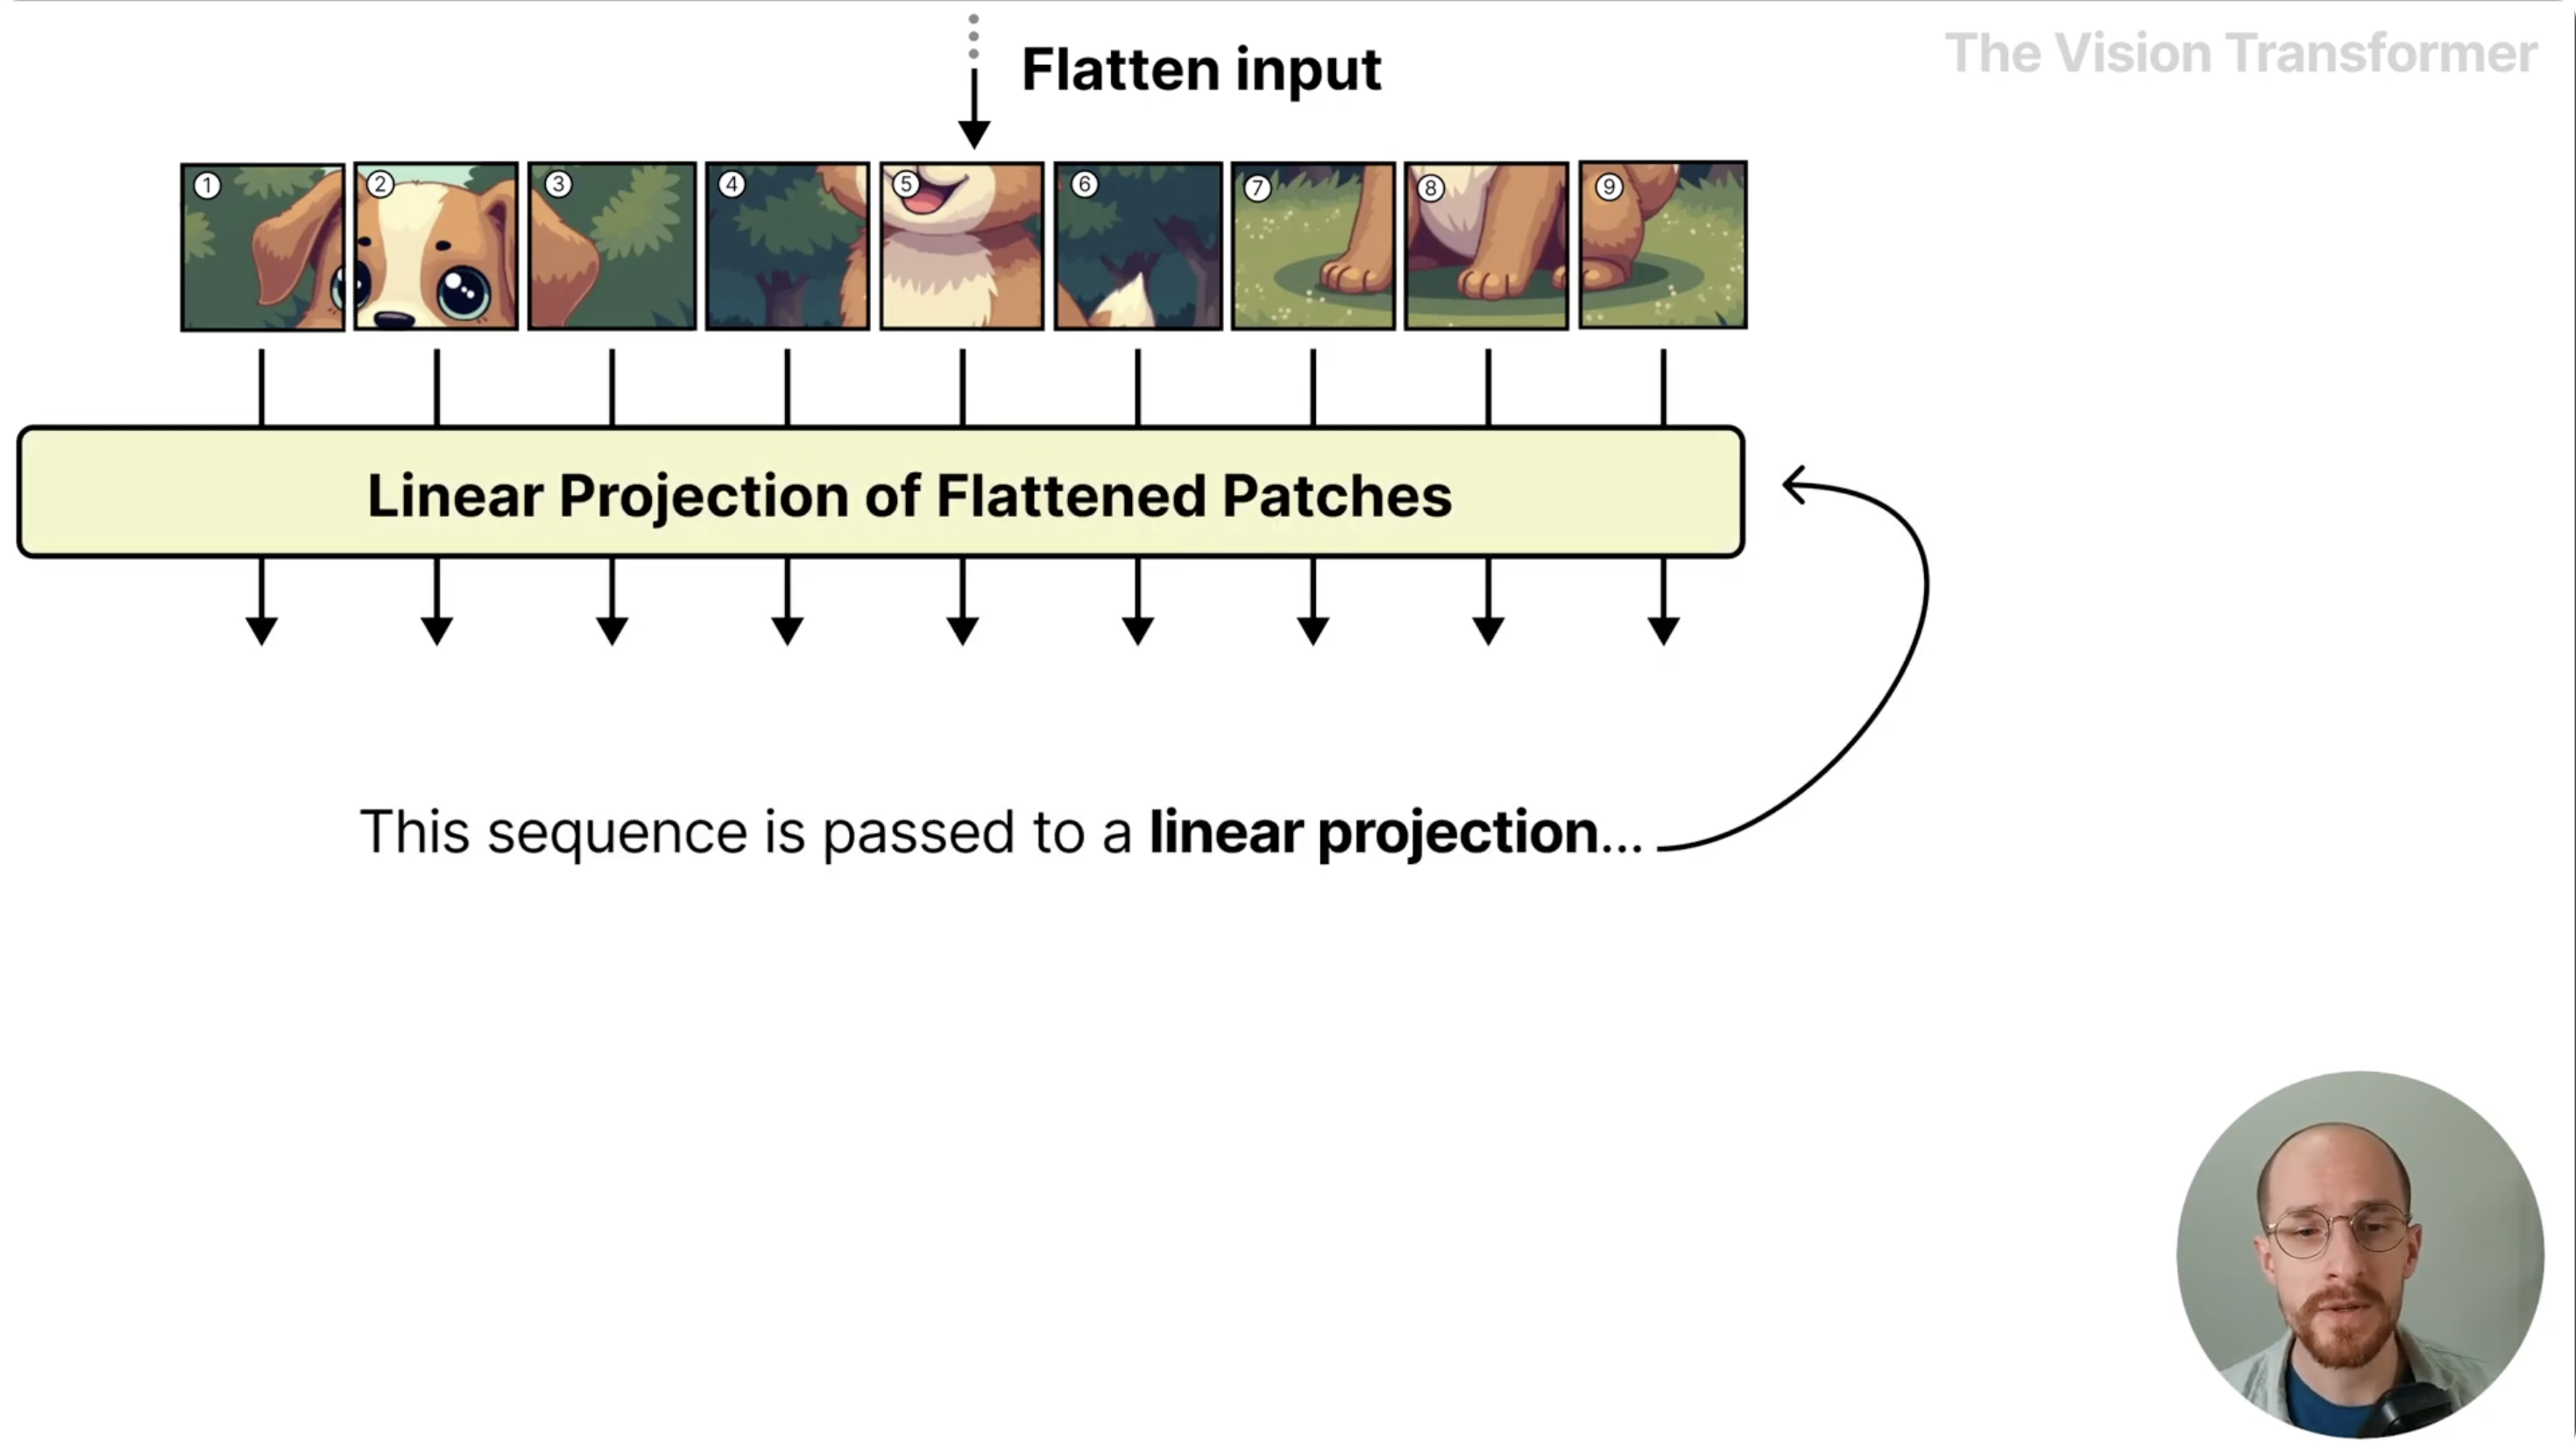 The Vision Transformer
Flatten input
1 2 3 4 5 6 7 8 9
Linear Projection of Flattened Patches
This sequence is passed to a linear projection...